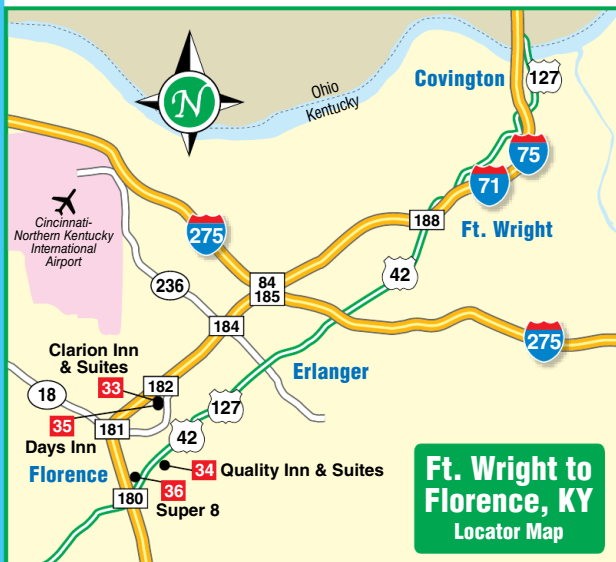 N
Ohio
Kentucky
Covington
127
75
71
188
Ft. Wright
Cincinnati-
Northern Kentucky
International
Airport
275
236
84
185
42
184
275
Clarion Inn
& Suites
33
182
Erlanger
18
35
127
181
Days Inn
42
Florence
34 Quality Inn & Suites
36
180
Super 8
Ft. Wright to
Florence, KY
Locator Map